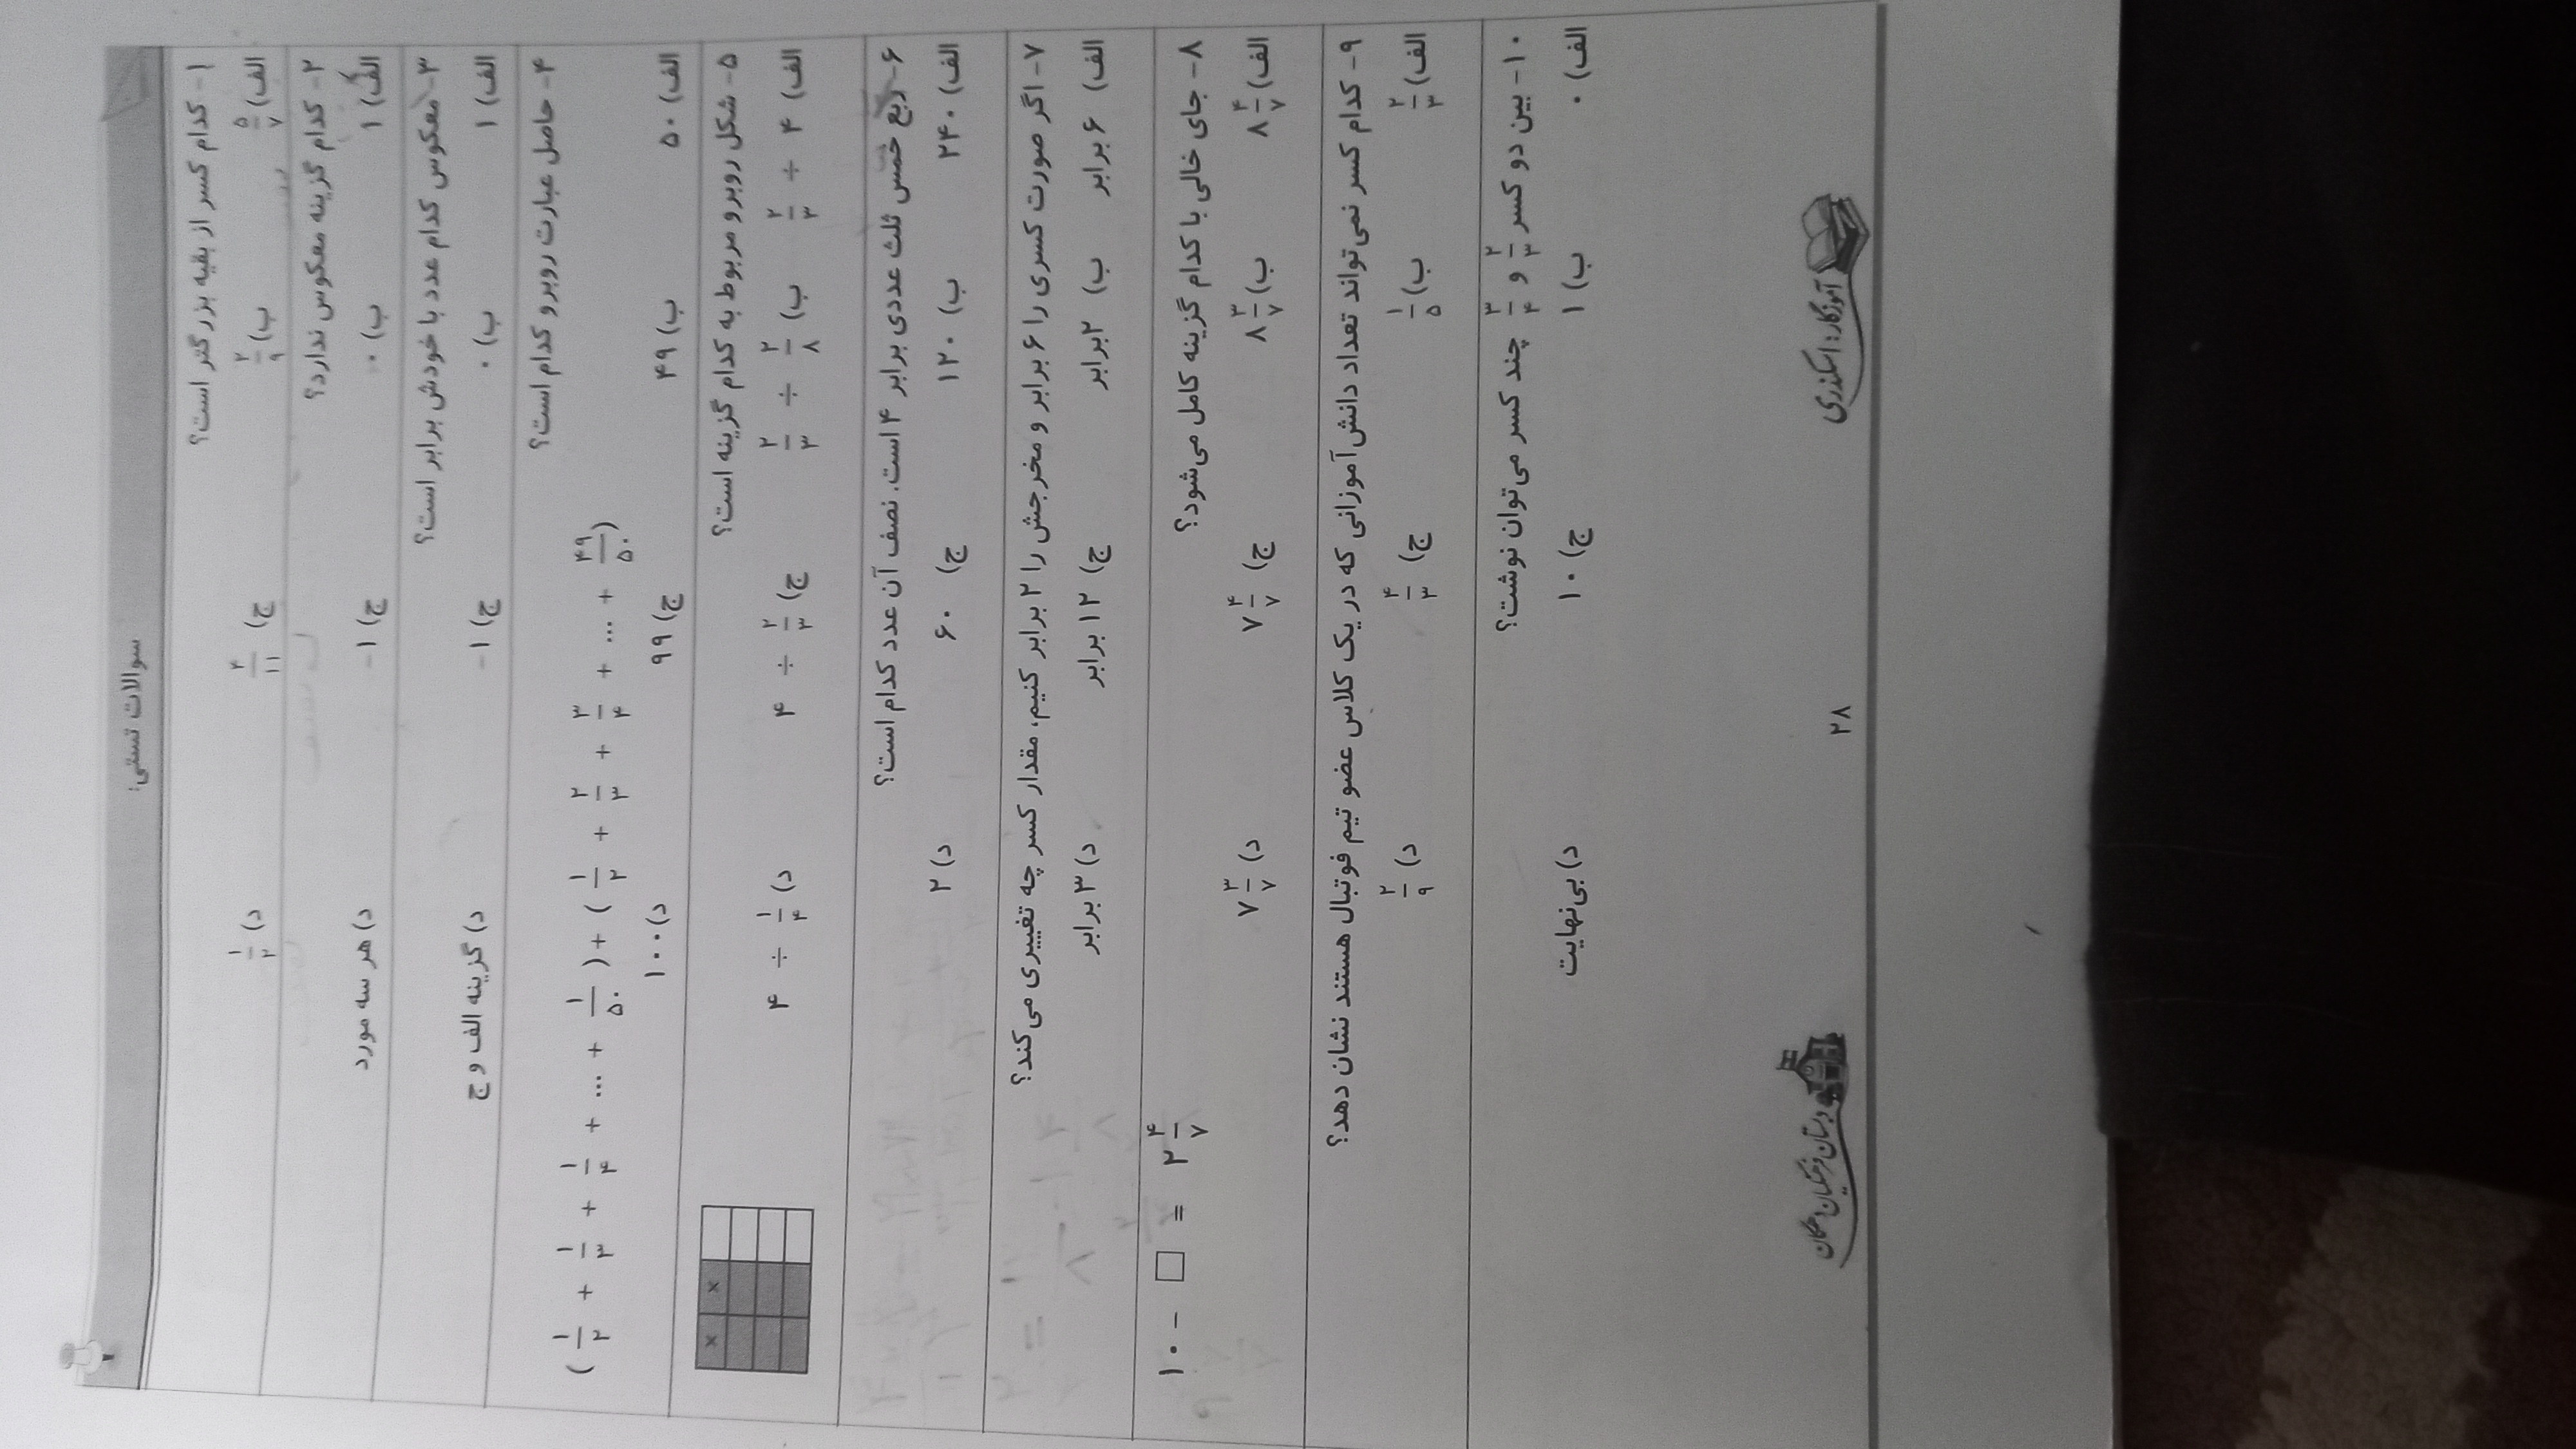 سوالات تستی:
۱- کدام کسر از بقیه بزرگتر است؟
الف) ۵/۷ ب) ۲/۹ ج) ۴/۱۱ د) ۱/۲
۲- کدام گزینه معکوس ندارد؟
الف) ۱ ب) ۰ ج) ۱- د) هر سه مورد
۳- معکوس کدام عدد با خودش برابر است؟
الف) ۱ ب) ۰ ج) ۱- د) گزینه الف و ج
۴- حاصل عبارت روبرو کدام است؟
(۱/۲ + ۱/۳ + ۱/۴ + ... + ۱/۵۰) + (۱/۲ + ۲/۳ + ۳/۴ + ... + ۴۹/۵۰)
الف) ۵۰ ب) ۴۹ ج) ۹۹ د) ۱۰۰
× ×
۵- شکل روبرو مربوط به کدام گزینه است؟
الف) ۲/۳ ÷ ۴ ب) ۲/۳ ÷ ۲/۸ ج) ۴ ÷ ۲/۳ د) ۴ ÷ ۱/۴
۶- ربع خمس ثلث عددی برابر ۴ است. نصف آن عدد کدام است؟
الف) ۲۴۰ ب) ۱۲۰ ج) ۶۰ د) ۲
۷- اگر صورت کسری را ۶ برابر و مخرجش را ۲ برابر کنیم، مقدار کسر چه تغییری می‌کند؟
الف) ۶ برابر ب) ۲برابر ج) ۱۲ برابر د) ۳ برابر
۸- جای خالی با کدام گزینه کامل می‌شود؟ ۱۰ - □ = ۲ ۴/۷
الف) ۸ ۴/۷ ب) ۸ ۳/۷ ج) ۷ ۴/۷ د) ۷ ۳/۷
۹- کدام کسر نمی‌تواند تعداد دانش‌آموزانی که در یک کلاس عضو تیم فوتبال هستند نشان دهد؟
الف) ۲/۳ ب) ۱/۵ ج) ۴/۳ د) ۲/۹
۱۰- بین دو کسر ۲/۳ و ۳/۴ چند کسر می‌توان نوشت؟
الف) ۰ ب) ۱ ج) ۱۰ د) بی‌نهایت
آموزگار: اسکندری
۲۸
دبستان فرهنگیان دهگان